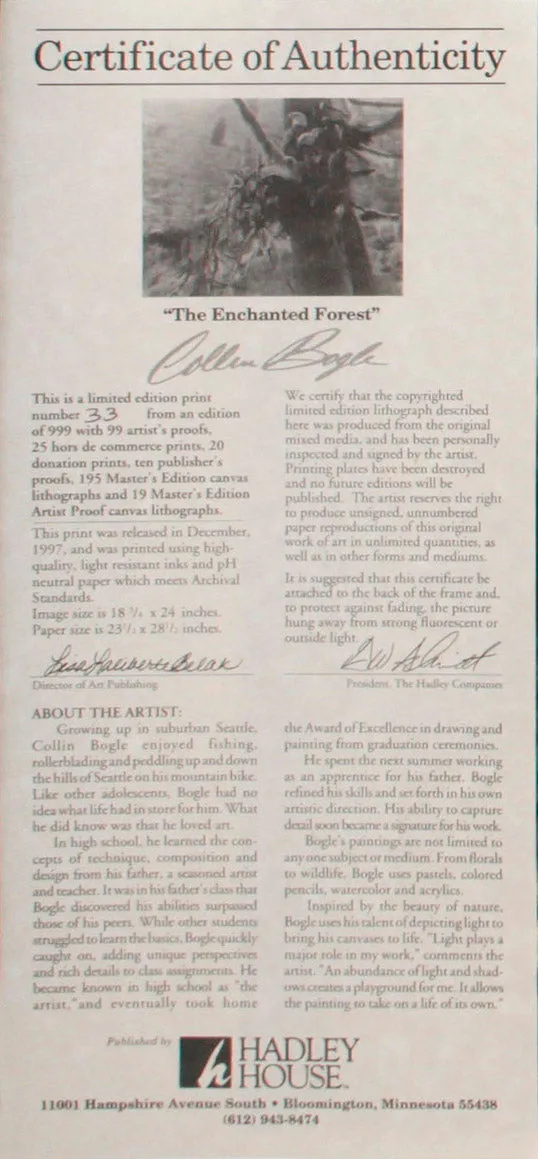 Certificate of Authenticity
"The Enchanted Forest"
Collin Bogle
This is a limited edition print
number 33 from an edition
of 999 with 99 artist's proofs,
25 hors de commerce prints, 20
donation prints, ten publisher's
proofs, 195 Master's Edition canvas
lithographs and 19 Master's Edition
Artist Proof canvas lithographs.
This print was released in December,
1997, and was printed using high-
quality, light resistant inks and pH
neutral paper which meets Archival
Standards.
Image size is 18 x 24 inches.
Paper size is 23 1/2 x 28 1/2 inches.
Director of Art Publishing
We certify that the copyrighted
limited edition lithograph described
here was produced from the original
mixed media, and has been personally
inspected and signed by the artist.
Printing plates have been destroyed
and no future editions will be
published. The artist reserves the right
to produce unsigned, unnumbered
paper reproductions of this original
work of art in unlimited quantities, as
well as in other forms and mediums.
It is suggested that this certificate be
attached to the back of the frame and,
to protect against fading, the picture
hung away from strong fluorescent or
outside light.
President, The Hadley Companies
ABOUT THE ARTIST:
Growing up in suburban Seattle,
Collin Bogle enjoyed fishing,
rollerblading and peddling up and down
the hills of Seattle on his mountain bike.
Like other adolescents, Bogle had no
idea what life had in store for him. What
he did know was that he loved art.
In high school, he learned the con-
cepts of technique, composition and
design from his father, a seasoned artist
and teacher. It was in his father's class that
Bogle discovered his abilities surpassed
those of his peers. While other students
struggled to learn the basics, Bogle quickly
caught on, adding unique perspectives
and rich details to class assignments. He
became known in high school as "the
artist," and eventually took home
the Award of Excellence in drawing and
painting from graduation ceremonies.
He spent the next summer working
as an apprentice for his father. Bogle
refined his skills and set forth in his own
artistic direction. His ability to capture
detail soon became a signature for his work.
Bogle's paintings are not limited to
any one subject or medium. From florals
to wildlife, Bogle uses pastels, colored
pencils, watercolor and acrylics.
Inspired by the beauty of nature,
Bogle uses his talent of depicting light to
bring his canvases to life. "Light plays a
major role in my work," comments the
artist. "An abundance of light and shad-
ows creates a playground for me. It allows
the painting to take on a life of its own."
Published by
HADLEY
HOUSE™
11001 Hampshire Avenue South • Bloomington, Minnesota 55438
(612) 943-8474